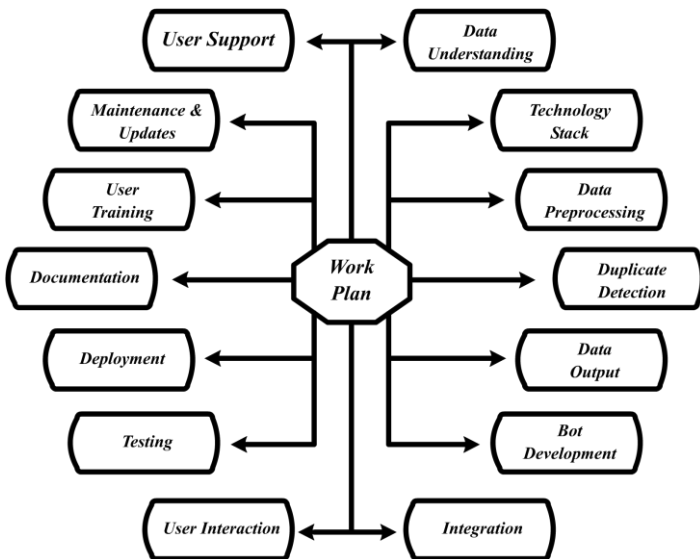 User Support
Data
Understanding
Maintenance &
Updates
Technology
Stack
User
Training
Data
Preprocessing
Documentation
Work
Plan
Duplicate
Detection
Deployment
Data
Output
Testing
Bot
Development
User Interaction
Integration